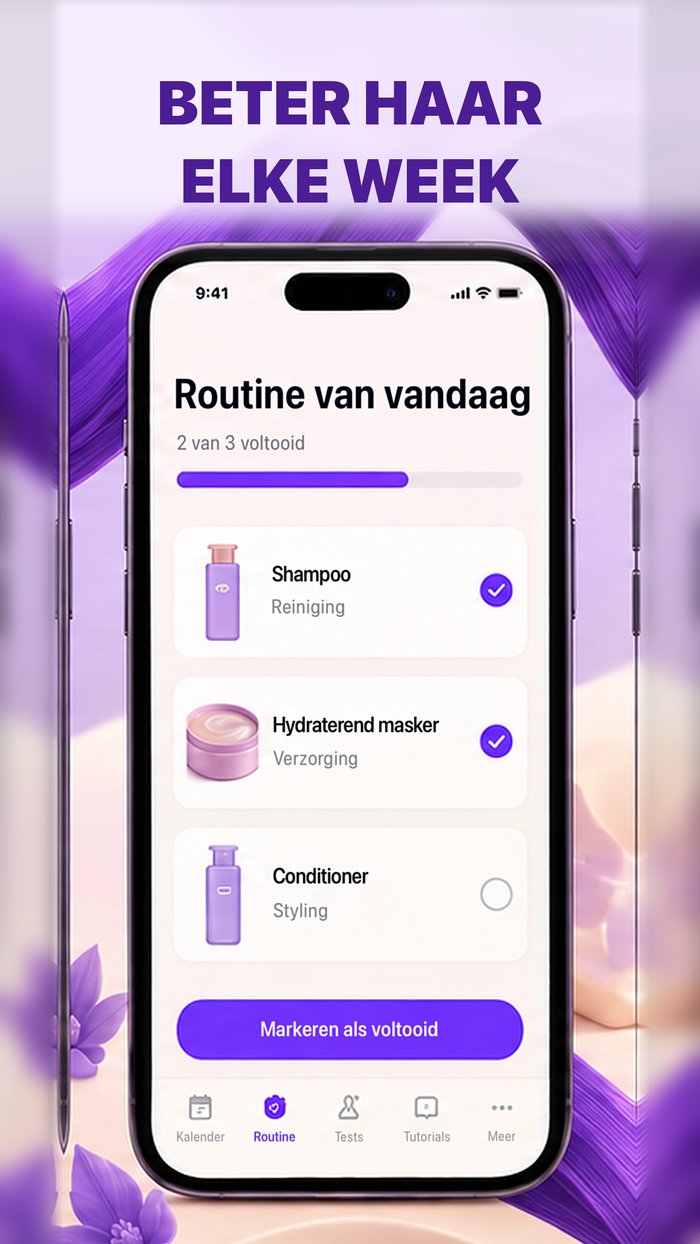 BETER HAAR
ELKE WEEK
9:41
Routine van vandaag
2 van 3 voltooid
Shampoo
Reiniging
Hydraterend masker
Verzorging
Conditioner
Styling
Markeren als voltooid
Kalender
Routine
Tests
Tutorials
Meer